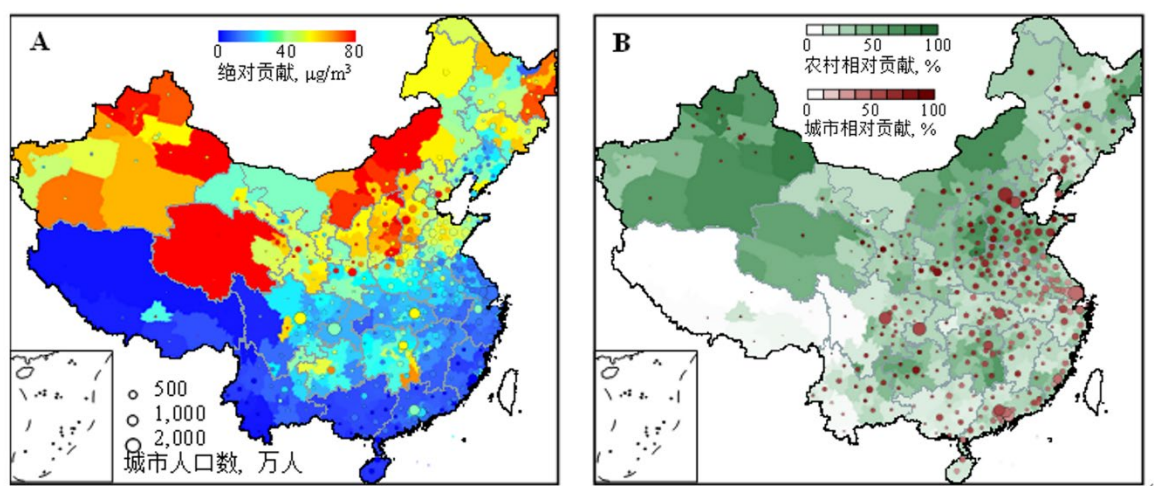 A
0 40 80
绝对贡献, μg/m³
500
1,000
2,000
城市人口数, 万人
B
0 50 100
农村相对贡献, %
0 50 100
城市相对贡献, %